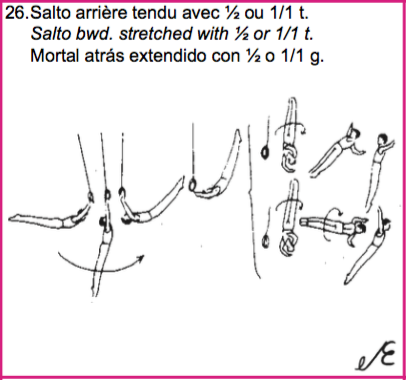 26.Salto arrière tendu avec ½ ou 1/1 t.
Salto bwd. stretched with ½ or 1/1 t.
Mortal atrás extendido con ½ o 1/1 g.